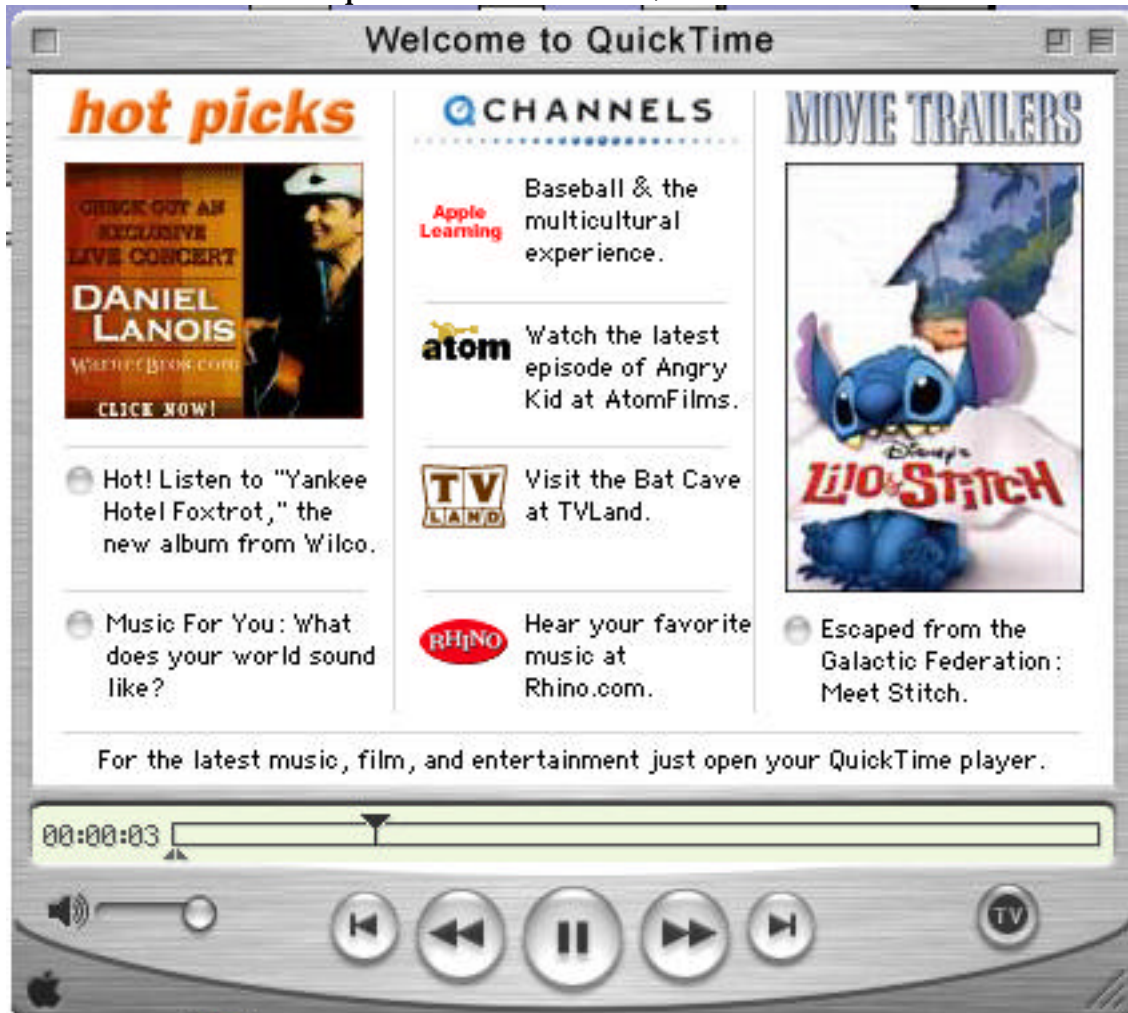 Welcome to QuickTime
hot picks
CHECK OUT AN
EXCLUSIVE
LIVE CONCERT
DANIEL
LANOIS
WarnerBros.com
CLICK NOW!
Hot! Listen to "Yankee
Hotel Foxtrot," the
new album from Wilco.
Music For You: What
does your world sound
like?
CHANNELS
Apple
Learning
Baseball & the
multicultural
experience.
atom
Watch the latest
episode of Angry
Kid at AtomFilms.
TV
LAND
Visit the Bat Cave
at TVLand.
RHINO
Hear your favorite
music at
Rhino.com.
MOVIE TRAILERS
Disney's
LILO & STITCH
Escaped from the
Galactic Federation:
Meet Stitch.
For the latest music, film, and entertainment just open your QuickTime player.
00:00:03
TV